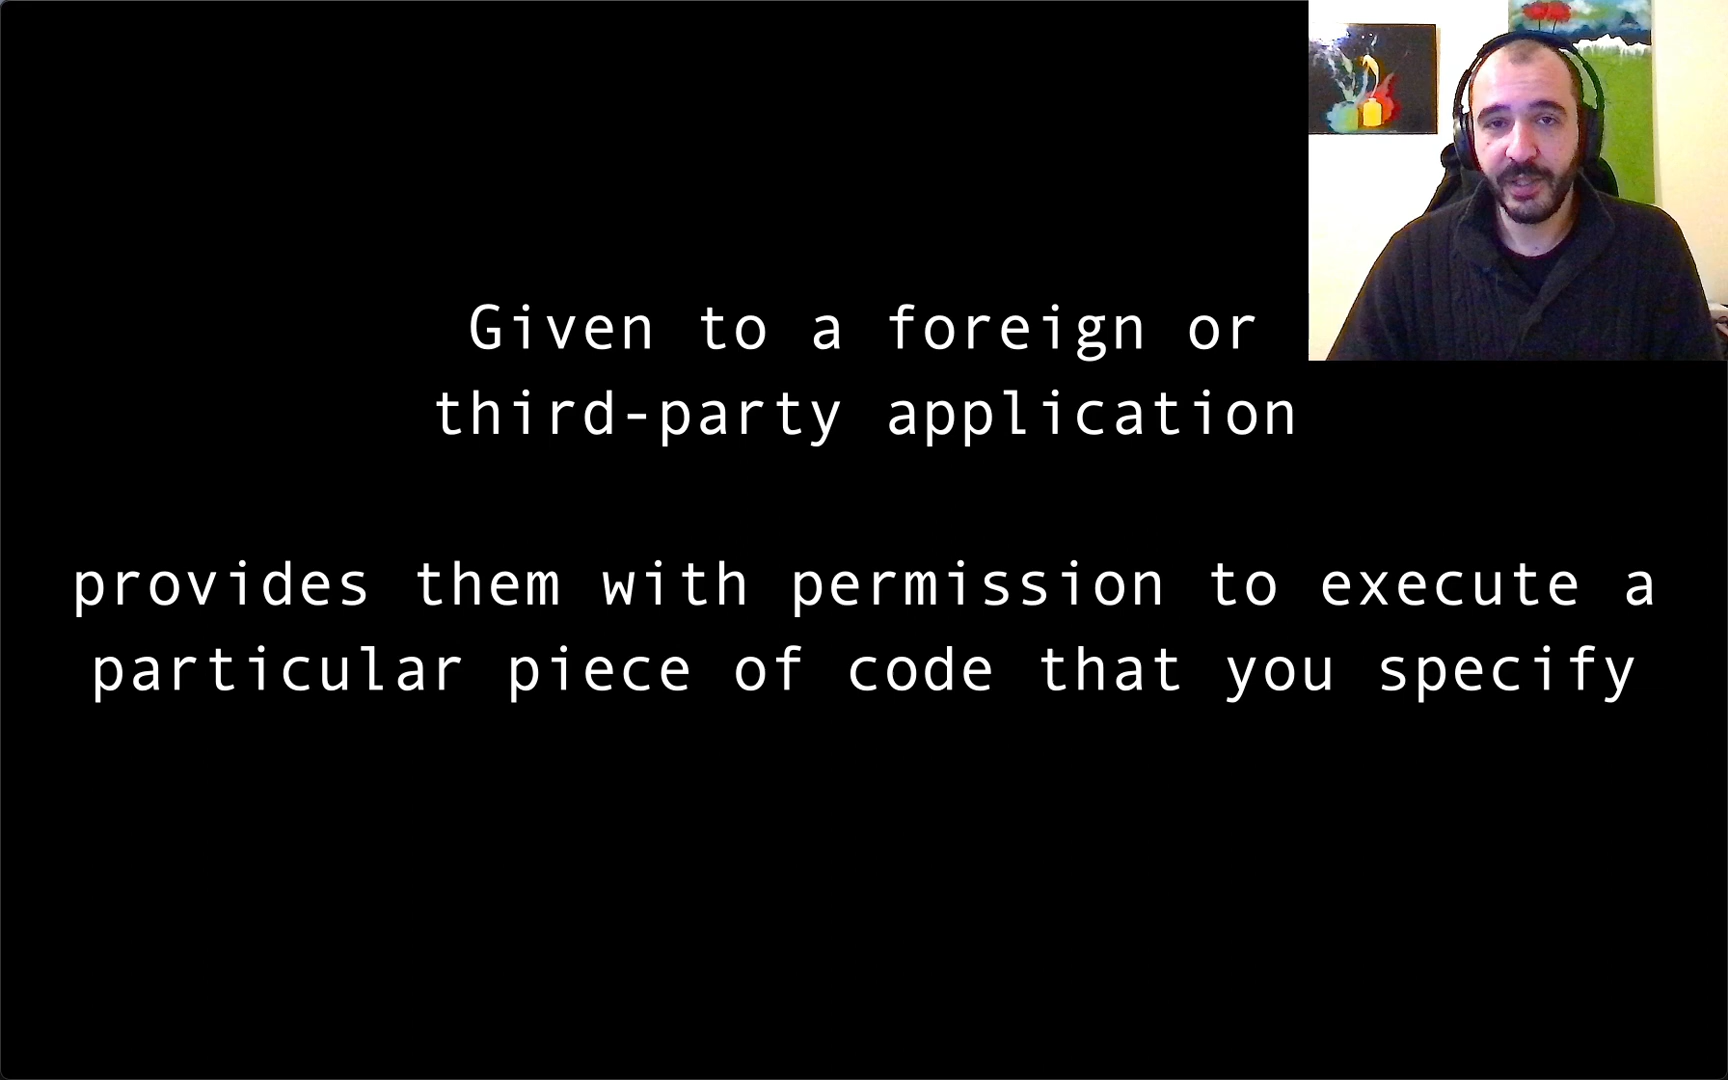 Given to a foreign or
third-party application
provides them with permission to execute a
particular piece of code that you specify